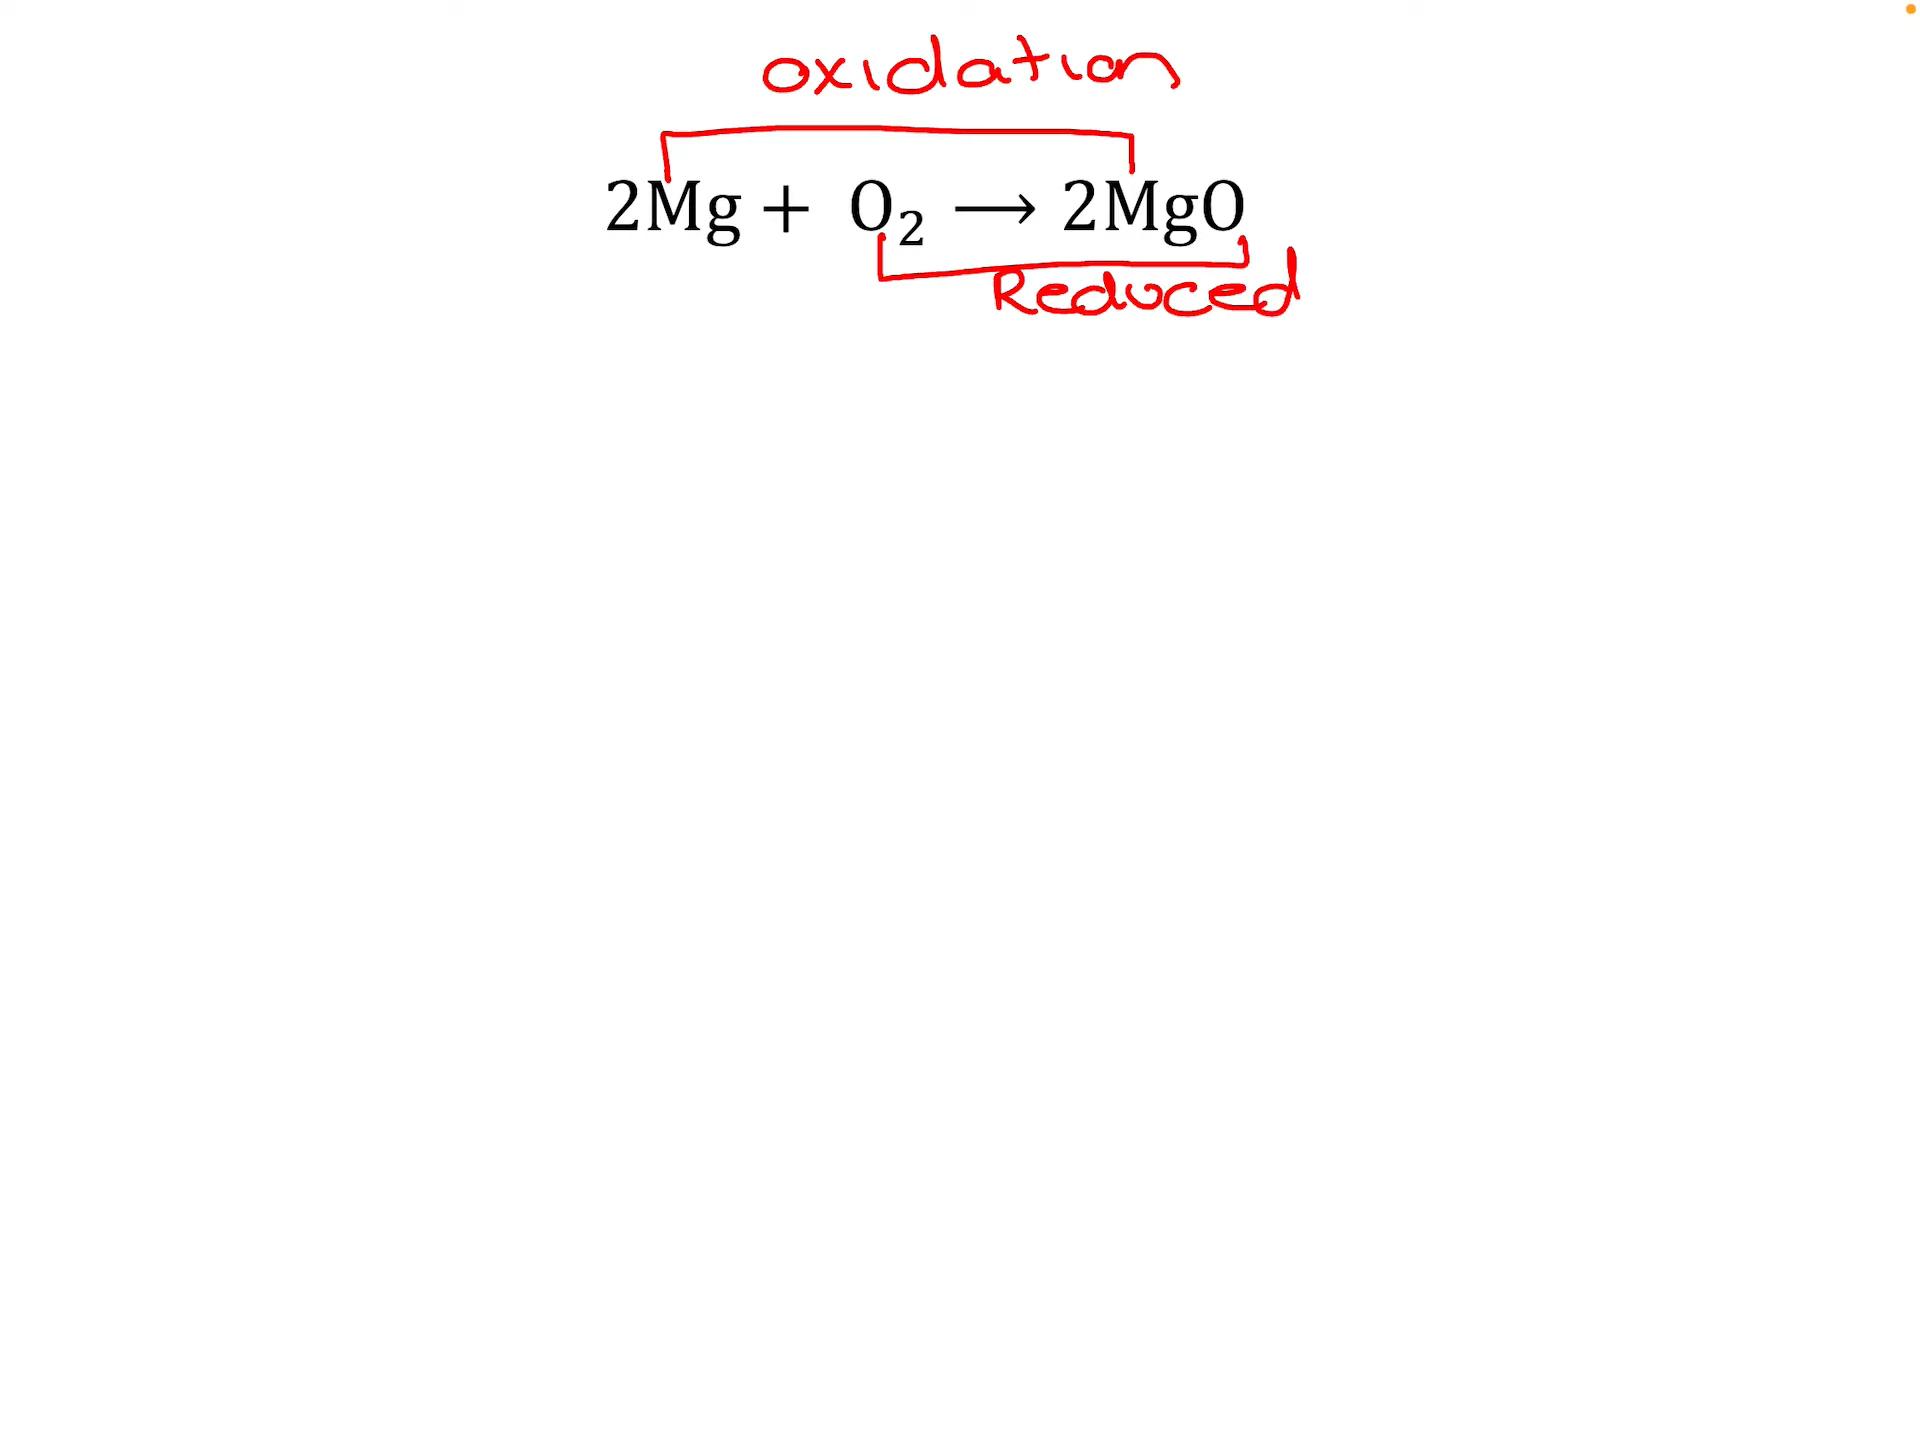 oxidation
2Mg + O₂ ⟶ 2MgO
Reduced